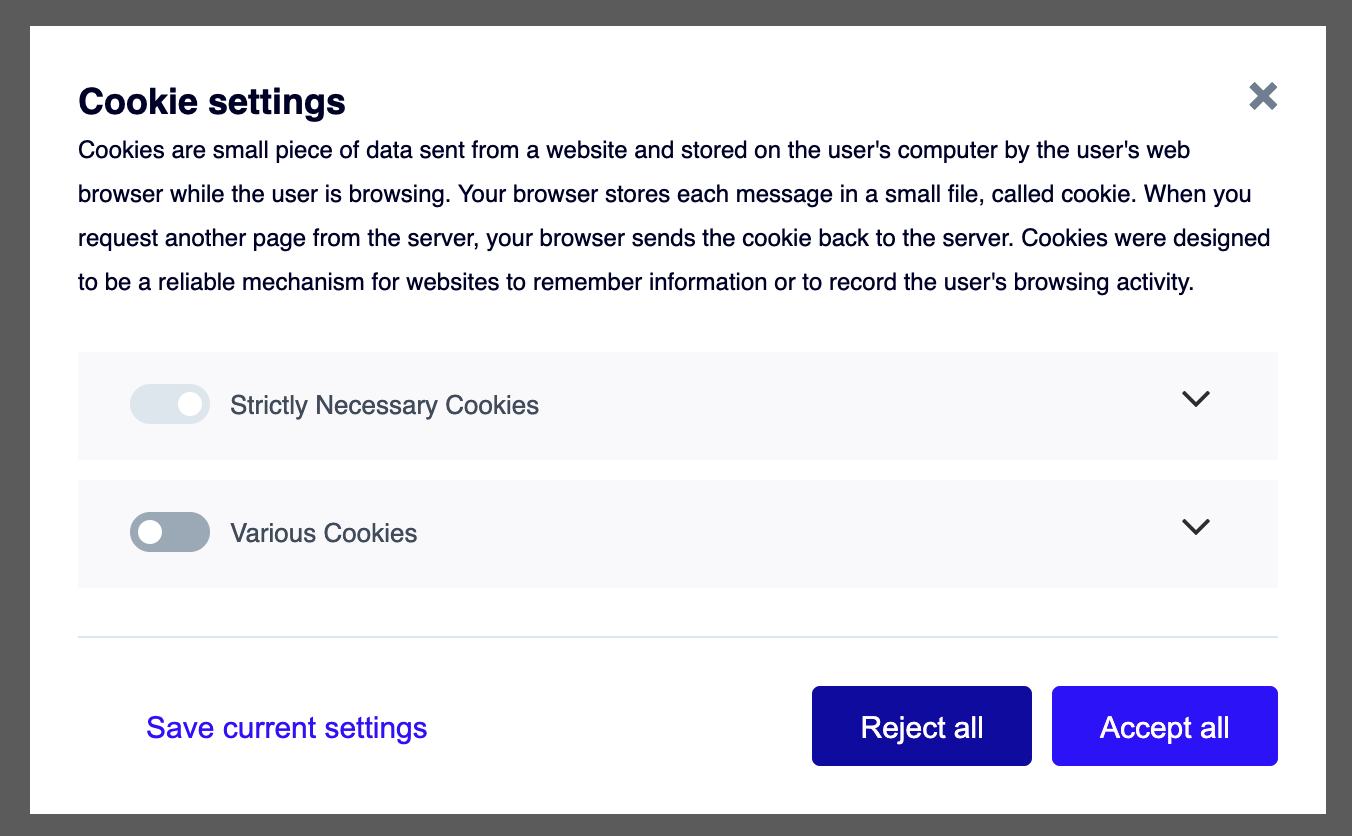 Cookie settings
Cookies are small piece of data sent from a website and stored on the user's computer by the user's web
browser while the user is browsing. Your browser stores each message in a small file, called cookie. When you
request another page from the server, your browser sends the cookie back to the server. Cookies were designed
to be a reliable mechanism for websites to remember information or to record the user's browsing activity.
Strictly Necessary Cookies
Various Cookies
Save current settings
Reject all
Accept all